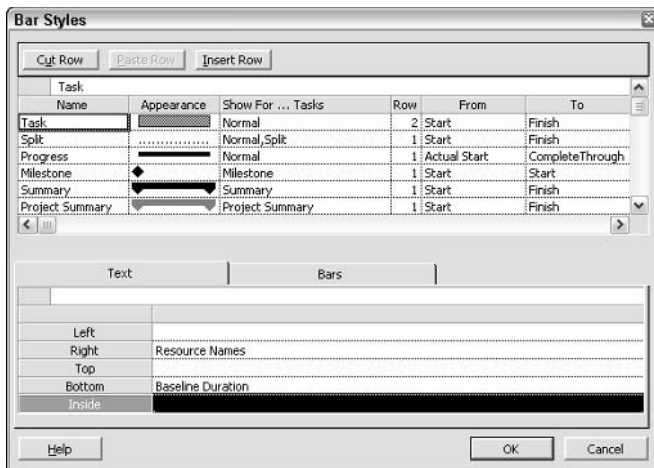 Bar Styles
Cut Row Paste Row Insert Row
Task
Name Appearance Show For ... Tasks Row From To
Task Normal 2 Start Finish
Split Normal,Split 1 Start Finish
Progress Normal 1 Actual Start CompleteThrough
Milestone Milestone 1 Start Start
Summary Summary 1 Start Finish
Project Summary Project Summary 1 Start Finish
Text Bars
Left
Right Resource Names
Top
Bottom Baseline Duration
Inside
Help OK Cancel